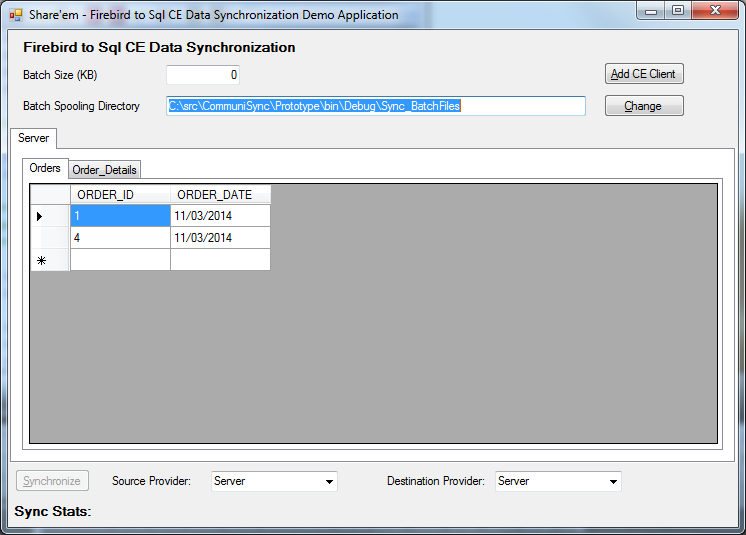 Share'em - Firebird to Sql CE Data Synchronization Demo Application
Firebird to Sql CE Data Synchronization
Batch Size (KB) 0 Add CE Client
Batch Spooling Directory C:\src\CommuniSync\Prototype\bin\Debug\Sync_BatchFiles Change
Server
Orders Order_Details
ORDER_ID ORDER_DATE
1 11/03/2014
4 11/03/2014
Synchronize Source Provider: Server Destination Provider: Server
Sync Stats: